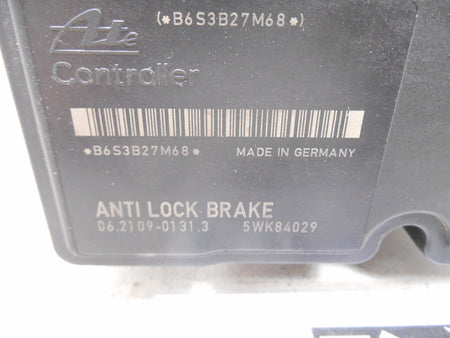 (*B6S3B27M68*)
Ate
Controller
*B6S3B27M68* MADE IN GERMANY
ANTI LOCK BRAKE
06.2109-0131.3 5WK84029